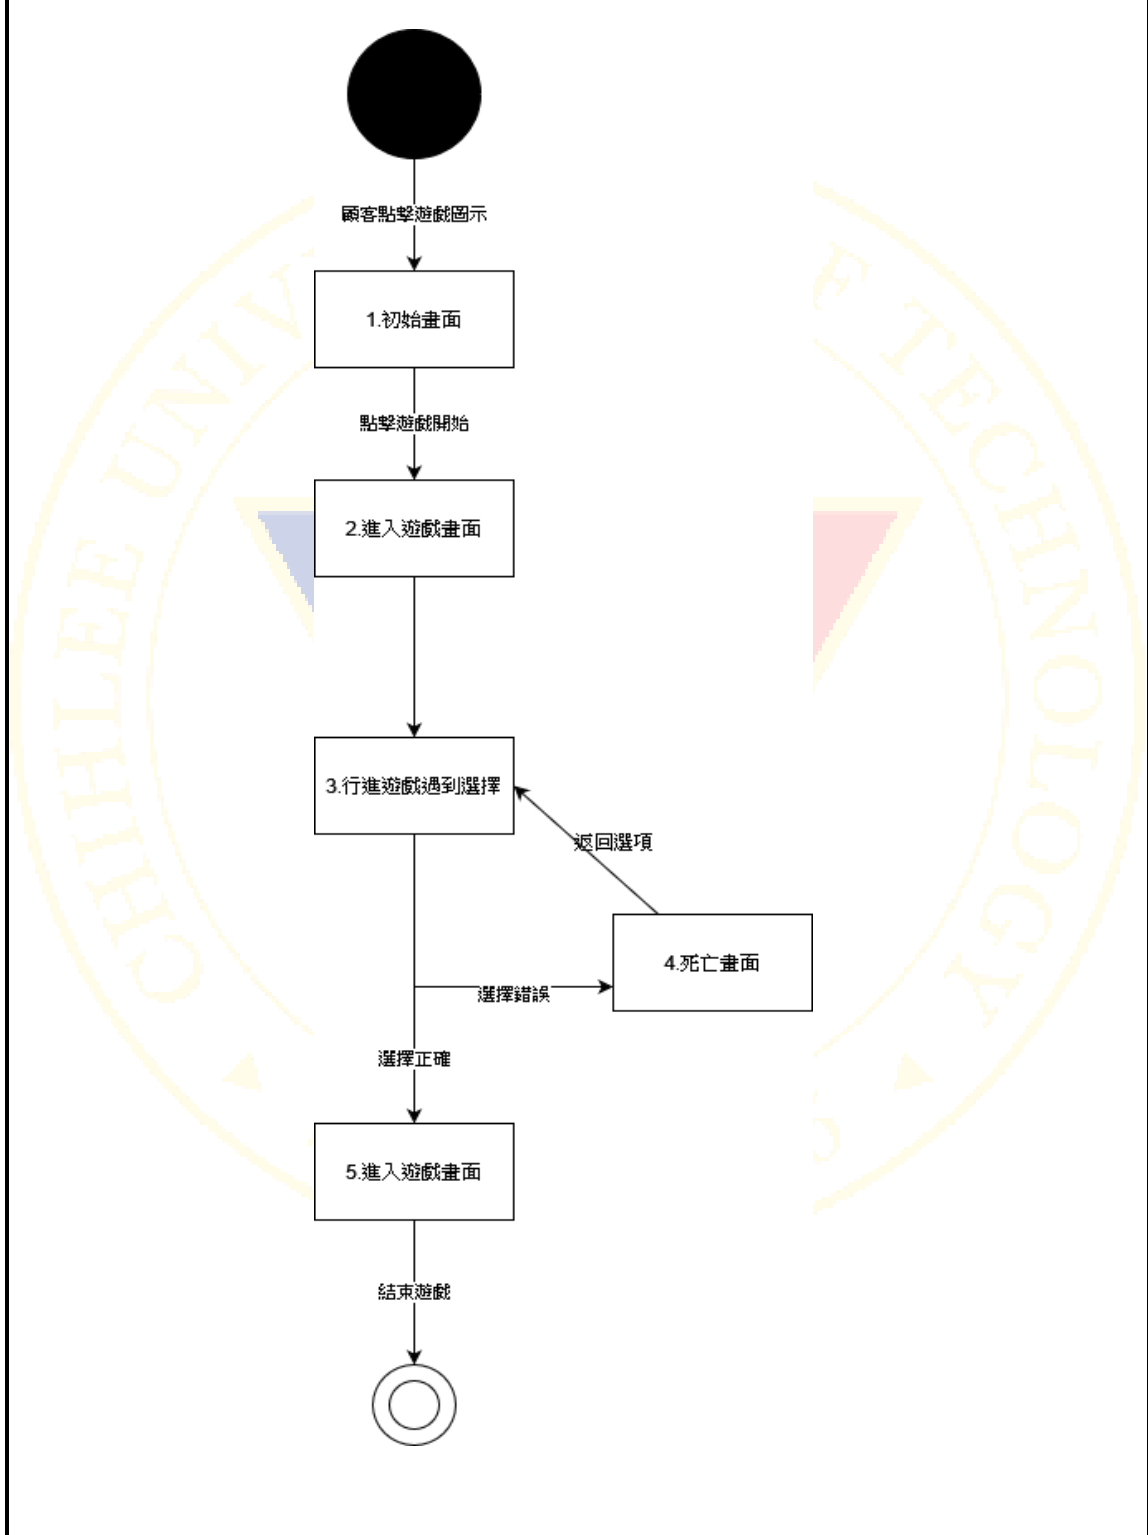 顧客點擊遊戲圖示
1.初始畫面
點擊遊戲開始
2.進入遊戲畫面
3.行進遊戲遇到選擇
返回選項
4.死亡畫面
選擇錯誤
選擇正確
5.進入遊戲畫面
結束遊戲
CHIHLEE UNIV
F TECHNOLOGY